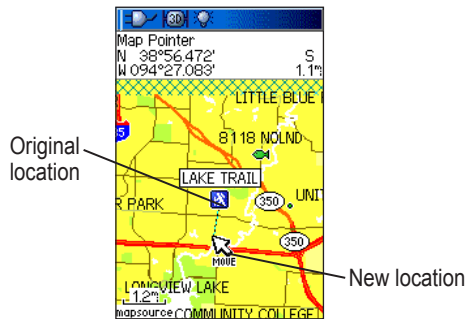 3D
Map Pointer
N 38°56.472' S
W 094°27.083' 1.1m
LITTLE BLUE
8118 NOLND
Original
location
LAKE TRAIL
350
UNIT
R PARK
350
MOVE
New location
LONGVIEW LAKE
1.2m
mapsource COMMUNITY COLLEGE